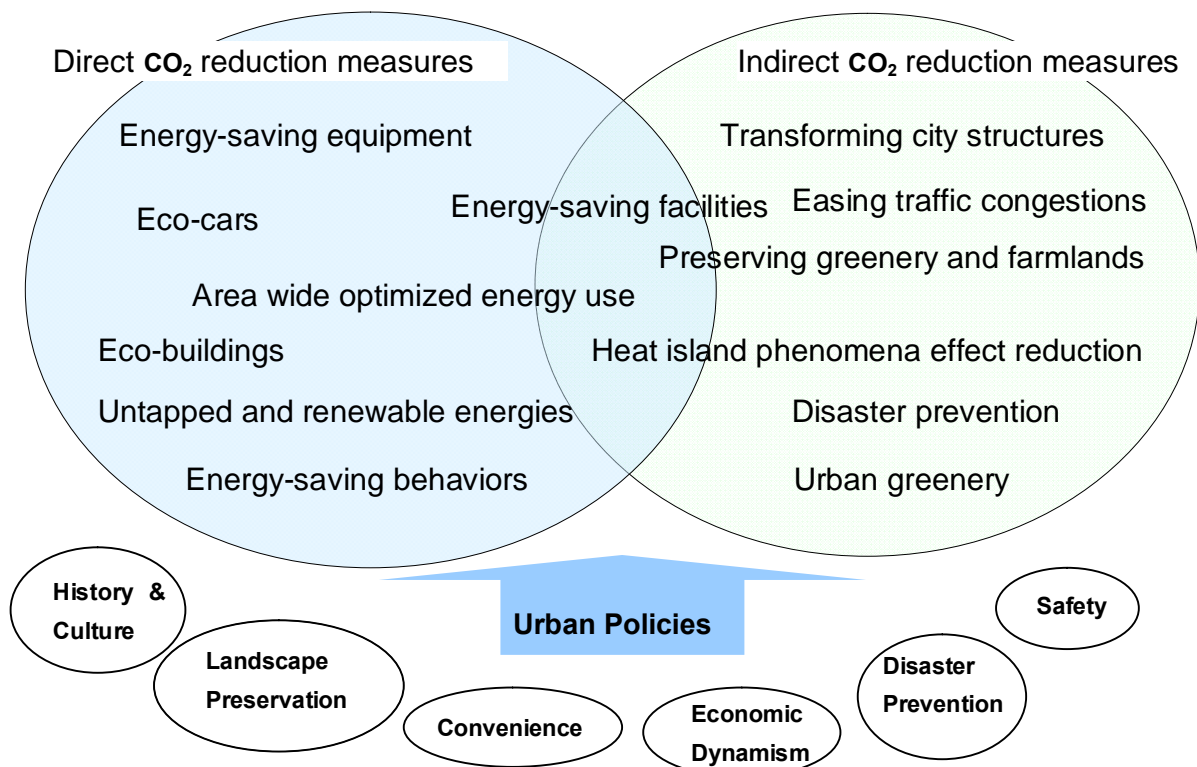 Direct CO₂ reduction measures
Indirect CO₂ reduction measures
Energy-saving equipment
Transforming city structures
Eco-cars
Energy-saving facilities
Easing traffic congestions
Preserving greenery and farmlands
Area wide optimized energy use
Eco-buildings
Heat island phenomena effect reduction
Untapped and renewable energies
Disaster prevention
Energy-saving behaviors
Urban greenery
Urban Policies
History &
Culture
Landscape
Preservation
Convenience
Economic
Dynamism
Disaster
Prevention
Safety